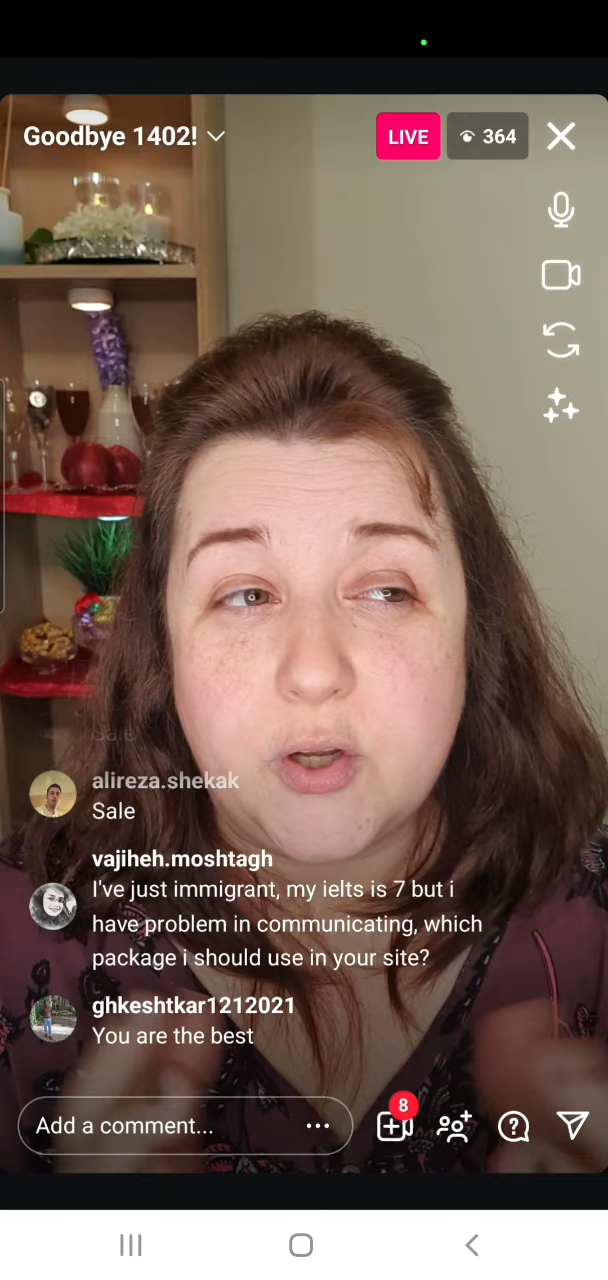 Goodbye 1402!
LIVE
364
Sale
alireza.shekak
Sale
vajiheh.moshtagh
I've just immigrant, my ielts is 7 but i
have problem in communicating, which
package i should use in your site?
ghkeshtkar1212021
You are the best
8
Add a comment...